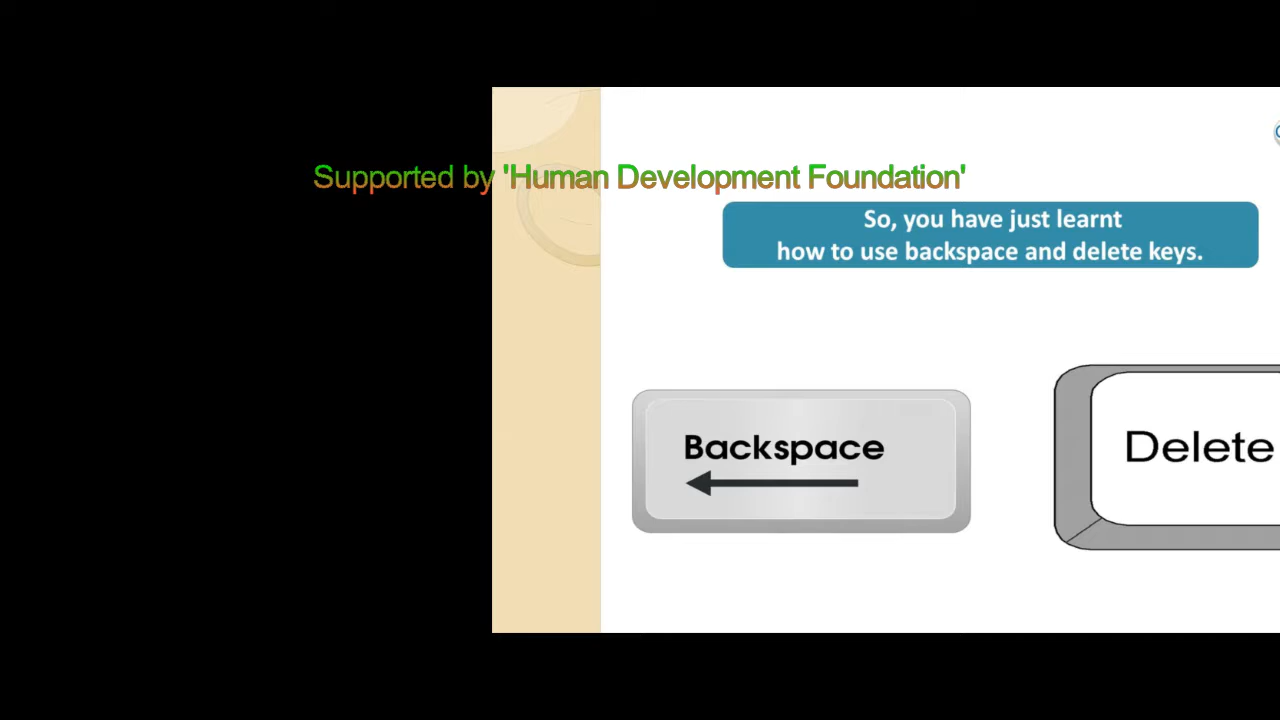 Supported by 'Human Development Foundation'
So, you have just learnt
how to use backspace and delete keys.
Backspace
Delete